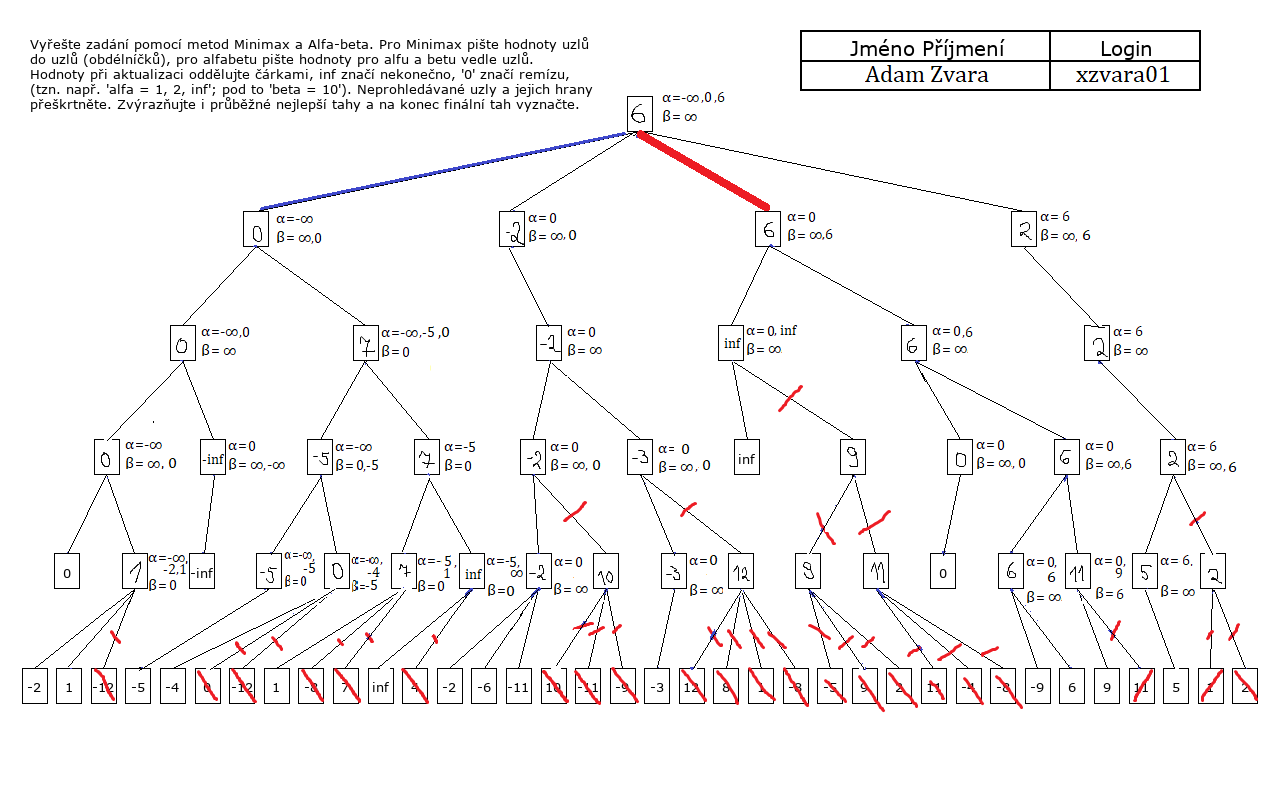 Vyřešte zadání pomocí metod Minimax a Alfa-beta. Pro Minimax pište hodnoty uzlů
do uzlů (obdélníčků), pro alfabetu pište hodnoty pro alfu a betu vedle uzlů.
Hodnoty při aktualizaci oddělujte čárkami, inf značí nekonečno, '0' značí remízu,
(tzn. např. 'alfa = 1, 2, inf'; pod to 'beta = 10'). Neprohledávané uzly a jejich hrany
přeškrtněte. Zvýrazňujte i průběžné nejlepší tahy a na konec finální tah vyznačte.
Jméno Příjmení Login
Adam Zvara xzvara01
6 α=-∞,0,6
β= ∞
0 α=-∞ -2 α= 0 6 α= 0 2 α= 6
β= ∞,0 β= ∞, 0 β= ∞,6 β= ∞, 6
0 α=-∞,0 7 α=-∞,-5 ,0 -2 α= 0 inf α= 0, inf 6 α= 0,6 2 α= 6
β= ∞ β= 0 β= ∞ β= ∞ β= ∞ β= ∞
0 α=-∞ -inf α= 0 -5 α=-∞ 7 α=-5 -2 α= 0 -3 α= 0 inf 9 0 α= 0 6 α= 0 2 α= 6
β= ∞, 0 β= ∞,-∞ β= 0,-5 β= 0 β= ∞, 0 β= ∞, 0 β= ∞, 0 β= ∞,6 β= ∞, 6
0 1 α=-∞, -2,1 -inf -5 α=-∞, -5 0 α=-∞, -4 7 α=-5, 1 inf α=-5, ∞ -2 α= 0 10 -3 α= 0 12 9 11 0 6 α= 0, 6 11 α= 0, 9 5 α= 6, 2
β= 0 β= 0 β=-5 β= 0 β= 0 β= ∞ β= ∞ β= ∞ β= 6 β= ∞
-2 1 -12 -5 -4 0 -12 1 -8 7 inf 4 -2 -6 -11 10 -11 -9 -3 12 8 1 -8 -5 9 2 11 -4 -8 -9 6 9 11 5 1 2